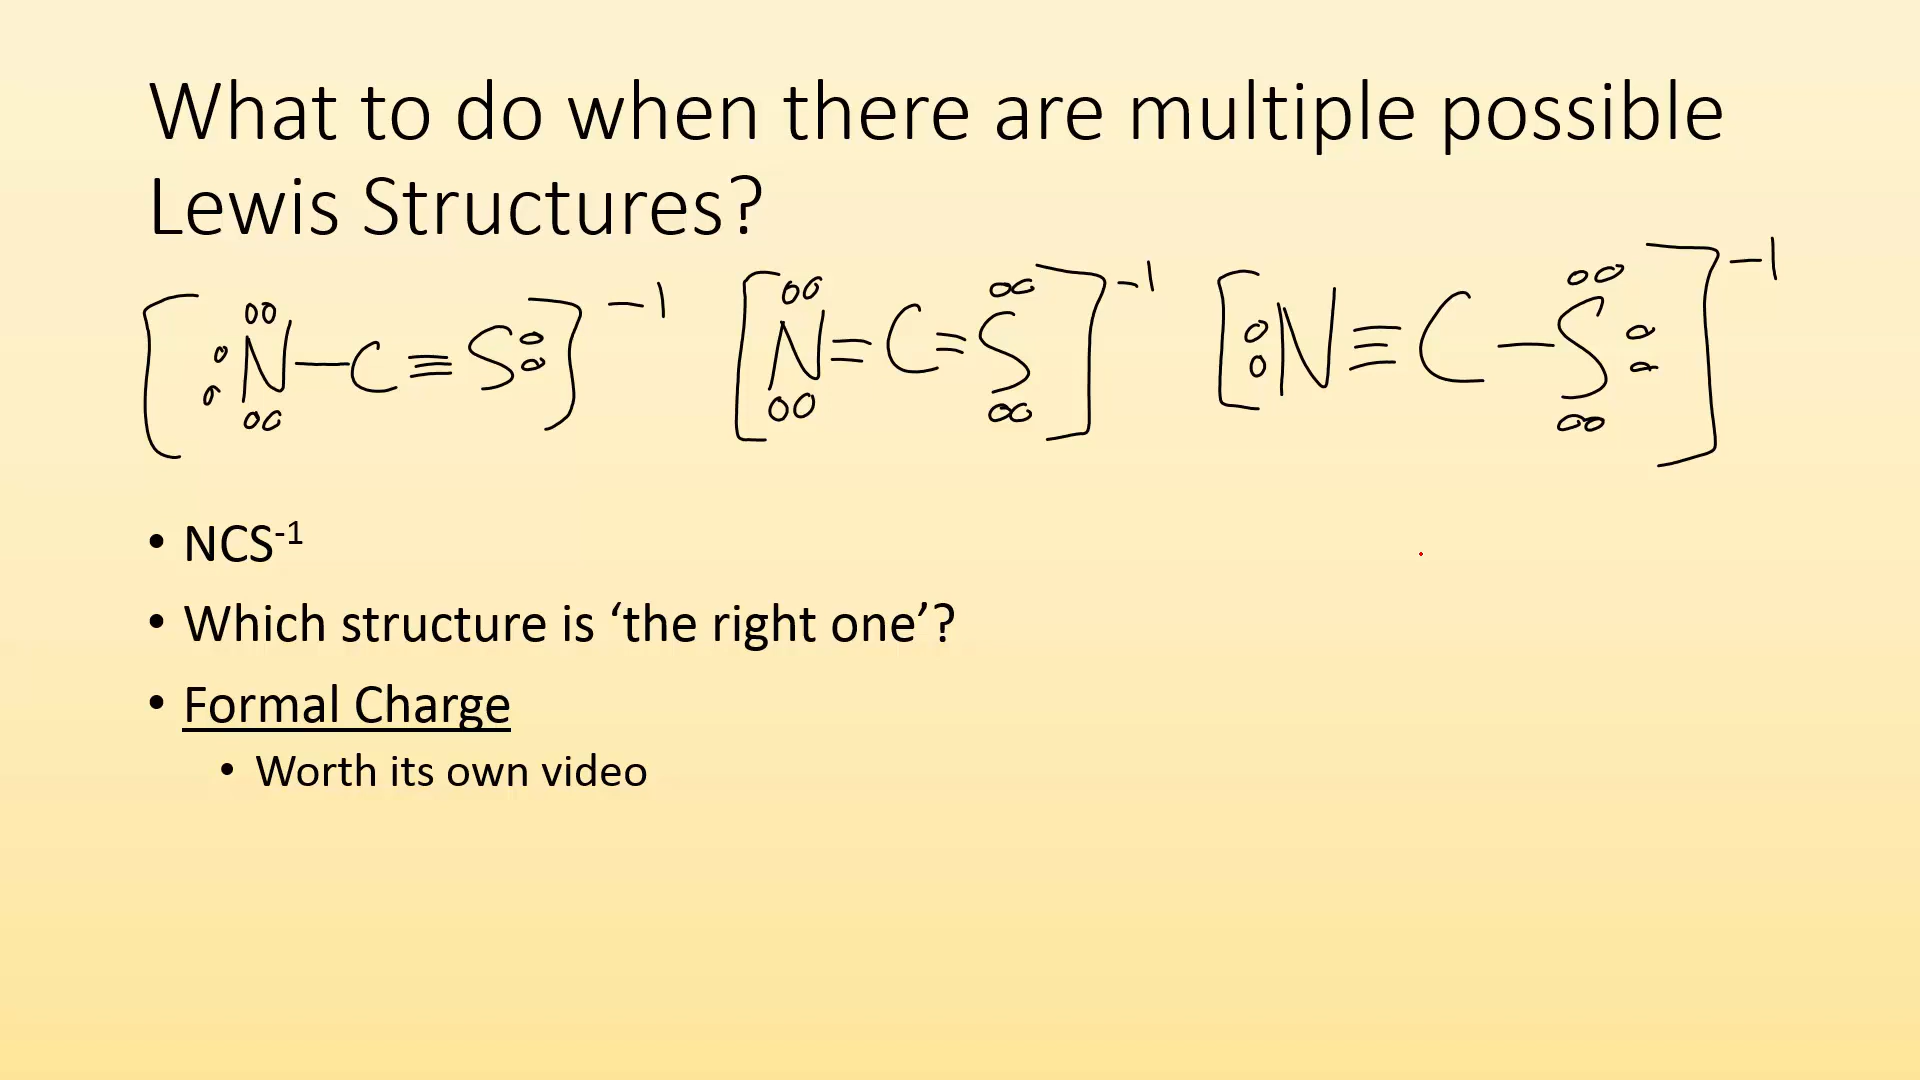 What to do when there are multiple possible
Lewis Structures?
[:N̈—C≡S:]⁻¹ [N̈=C=S̈]⁻¹ [:N≡C—S̈:]⁻¹
• NCS⁻¹
• Which structure is ‘the right one’?
• Formal Charge
• Worth its own video